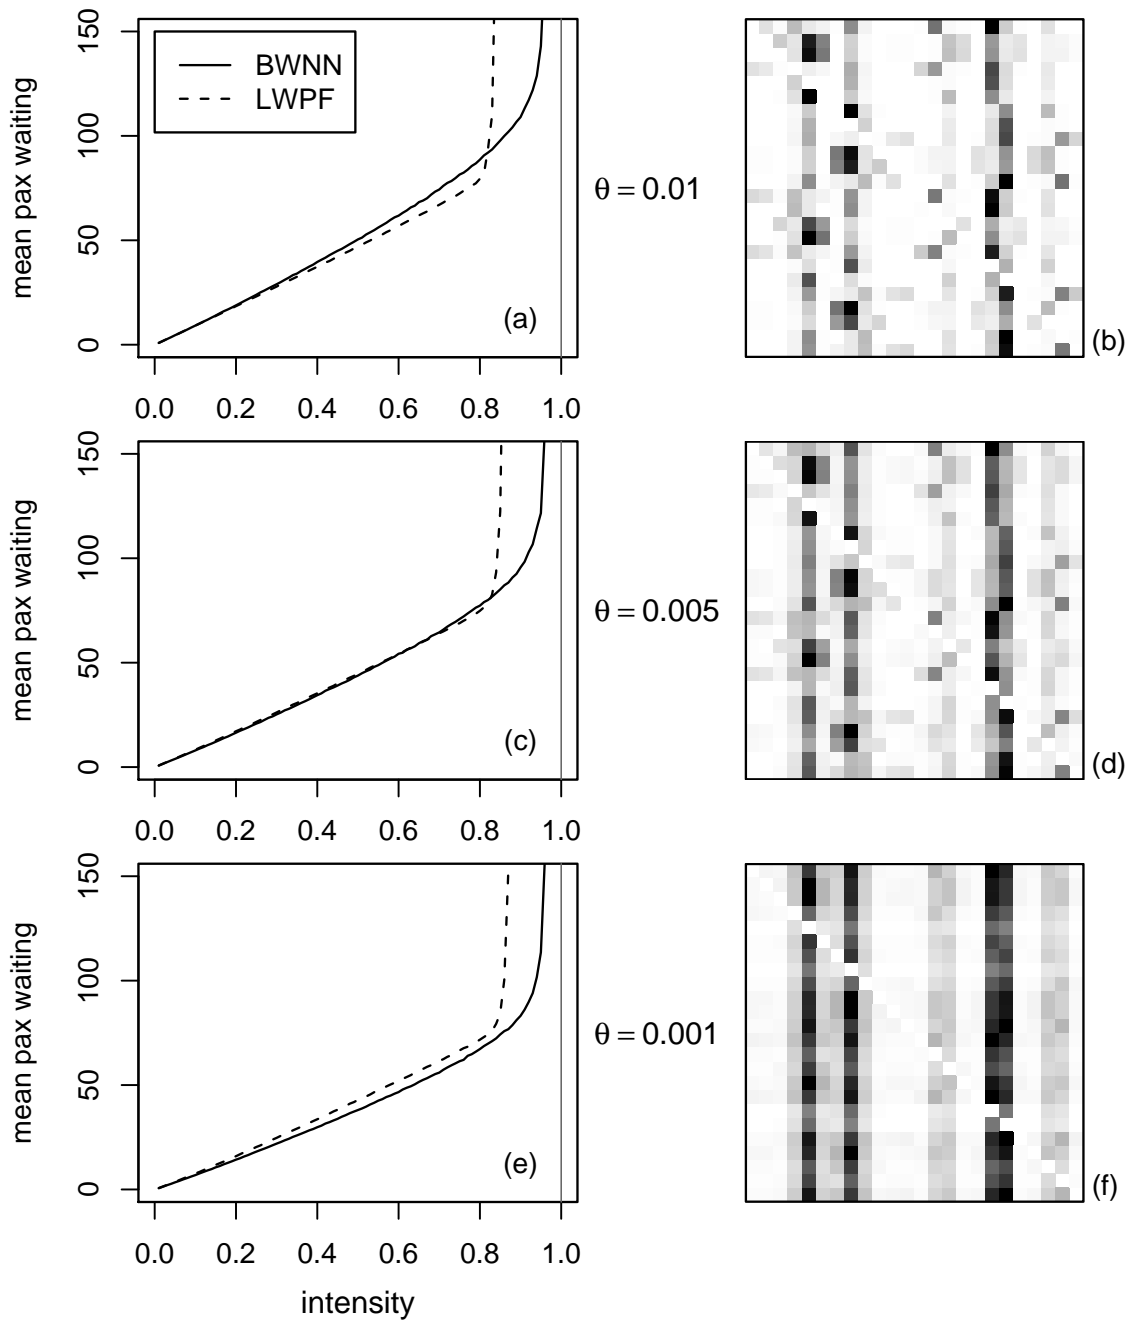 mean pax waiting
150
100
50
0
BWNN
LWPF
(a)
0.0 0.2 0.4 0.6 0.8 1.0
θ = 0.01
(b)
mean pax waiting
150
100
50
0
(c)
0.0 0.2 0.4 0.6 0.8 1.0
θ = 0.005
(d)
mean pax waiting
150
100
50
0
(e)
0.0 0.2 0.4 0.6 0.8 1.0
intensity
θ = 0.001
(f)